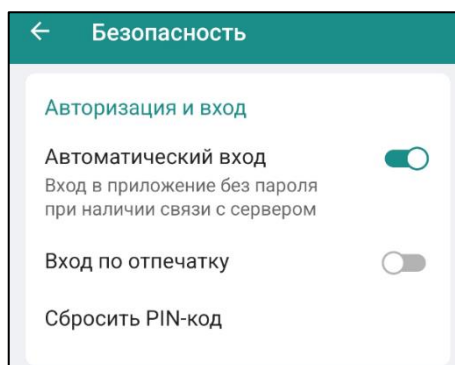 Безопасность
Авторизация и вход
Автоматический вход
Вход в приложение без пароля
при наличии связи с сервером
Вход по отпечатку
Сбросить PIN-код